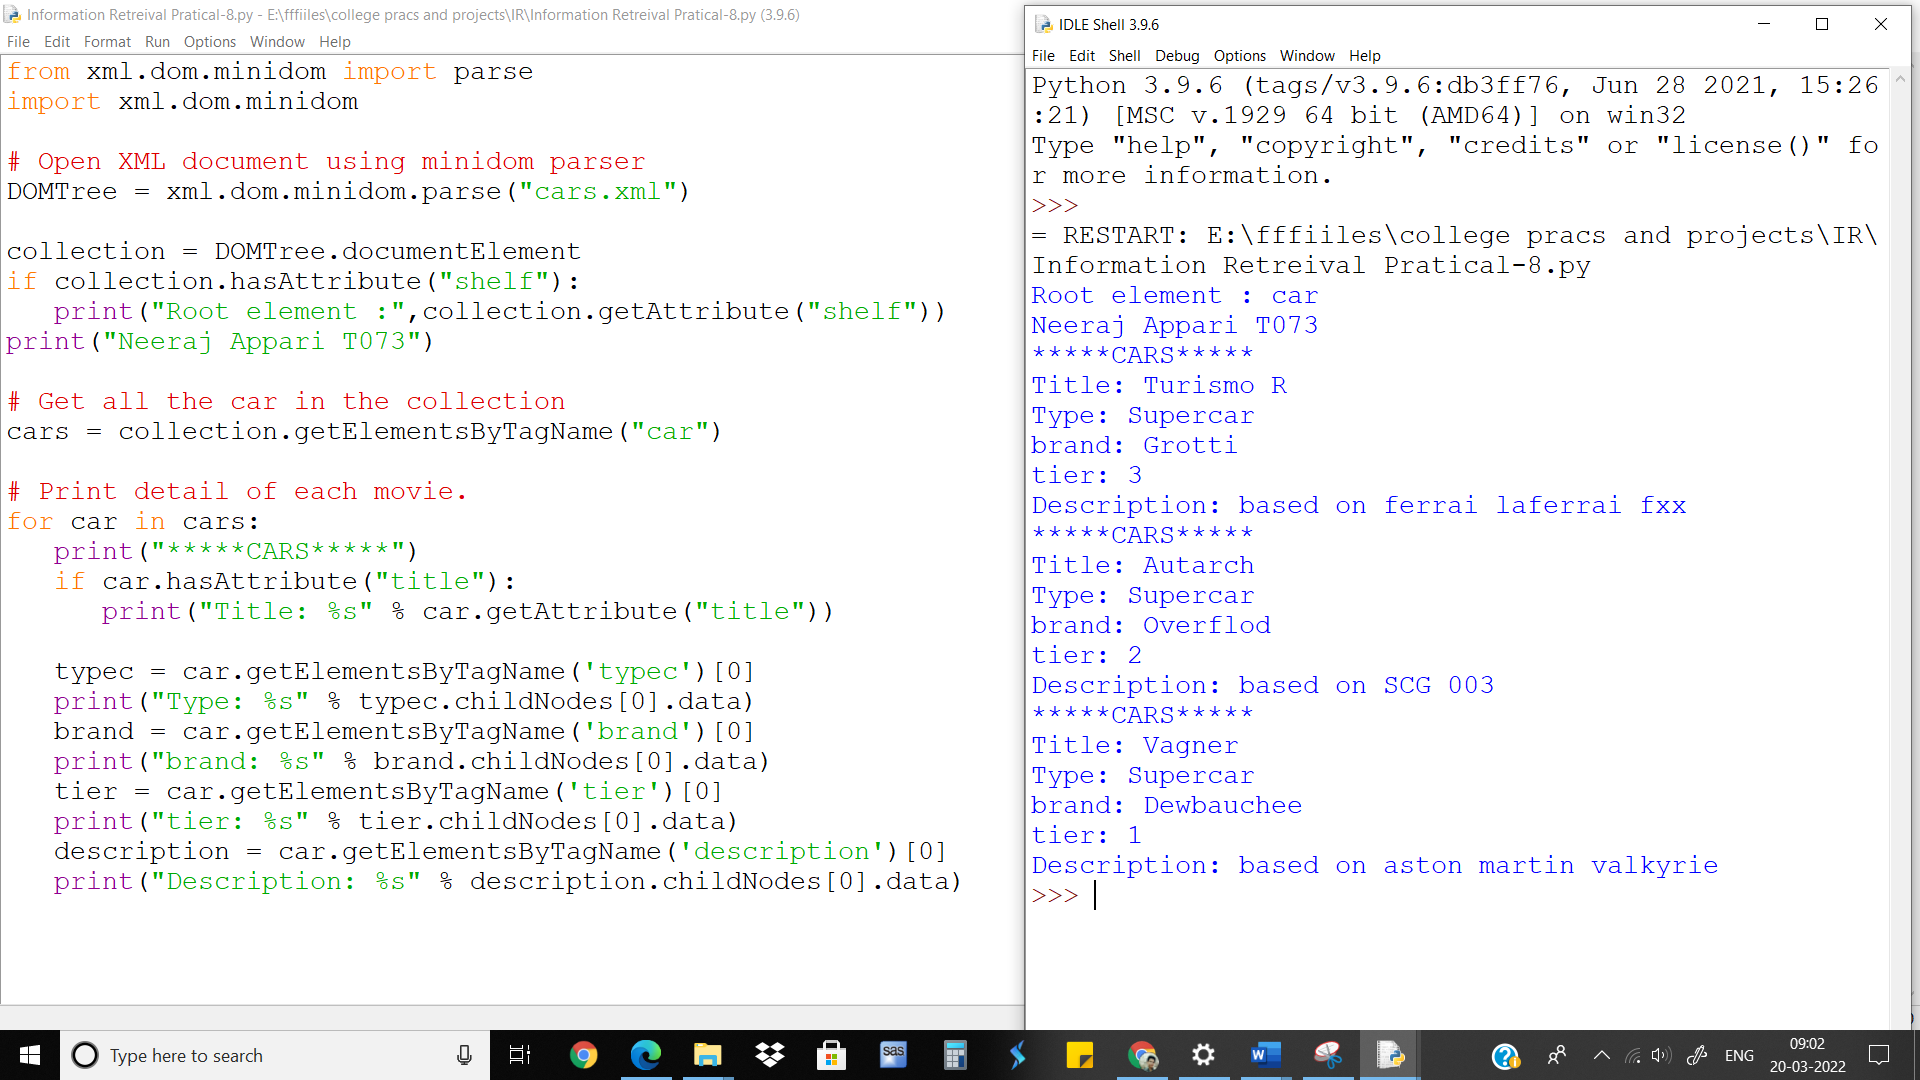 Information Retreival Pratical-8.py - E:\fffiiles\college pracs and projects\IR\Information Retreival Pratical-8.py (3.9.6)
File Edit Format Run Options Window Help
from xml.dom.minidom import parse
import xml.dom.minidom
# Open XML document using minidom parser
DOMTree = xml.dom.minidom.parse("cars.xml")
collection = DOMTree.documentElement
if collection.hasAttribute("shelf"):
   print("Root element :",collection.getAttribute("shelf"))
print("Neeraj Appari T073")
# Get all the car in the collection
cars = collection.getElementsByTagName("car")
# Print detail of each movie.
for car in cars:
   print("*****CARS*****")
   if car.hasAttribute("title"):
      print("Title: %s" % car.getAttribute("title"))
   typec = car.getElementsByTagName('typec')[0]
   print("Type: %s" % typec.childNodes[0].data)
   brand = car.getElementsByTagName('brand')[0]
   print("brand: %s" % brand.childNodes[0].data)
   tier = car.getElementsByTagName('tier')[0]
   print("tier: %s" % tier.childNodes[0].data)
   description = car.getElementsByTagName('description')[0]
   print("Description: %s" % description.childNodes[0].data)
IDLE Shell 3.9.6
File Edit Shell Debug Options Window Help
Python 3.9.6 (tags/v3.9.6:db3ff76, Jun 28 2021, 15:26
:21) [MSC v.1929 64 bit (AMD64)] on win32
Type "help", "copyright", "credits" or "license()" fo
r more information.
>>>
= RESTART: E:\fffiiles\college pracs and projects\IR\
Information Retreival Pratical-8.py
Root element : car
Neeraj Appari T073
*****CARS*****
Title: Turismo R
Type: Supercar
brand: Grotti
tier: 3
Description: based on ferrai laferrai fxx
*****CARS*****
Title: Autarch
Type: Supercar
brand: Overflod
tier: 2
Description: based on SCG 003
*****CARS*****
Title: Vagner
Type: Supercar
brand: Dewbauchee
tier: 1
Description: based on aston martin valkyrie
>>>
Type here to search
sas
W
ENG
09:02
20-03-2022